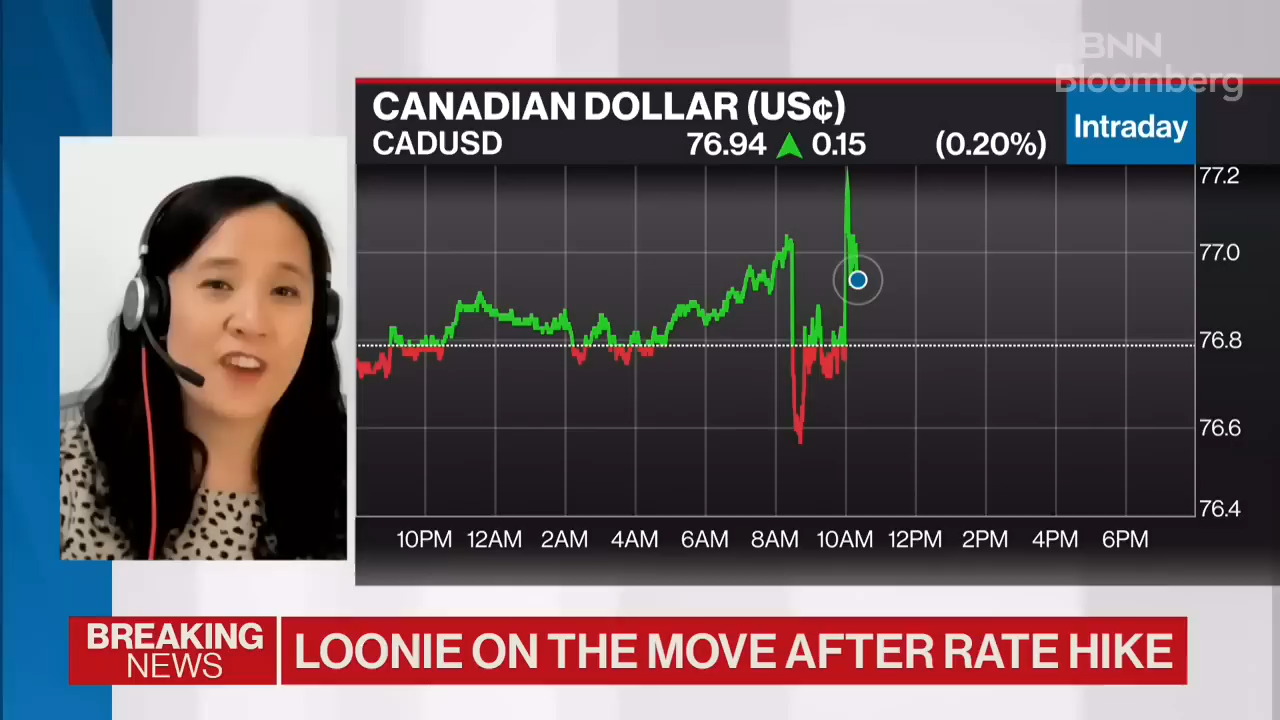 BNN
Bloomberg
CANADIAN DOLLAR (US¢)
CADUSD 76.94 ▲ 0.15 (0.20%)
Intraday
77.2
77.0
76.8
76.6
76.4
10PM 12AM 2AM 4AM 6AM 8AM 10AM 12PM 2PM 4PM 6PM
BREAKING
NEWS
LOONIE ON THE MOVE AFTER RATE HIKE